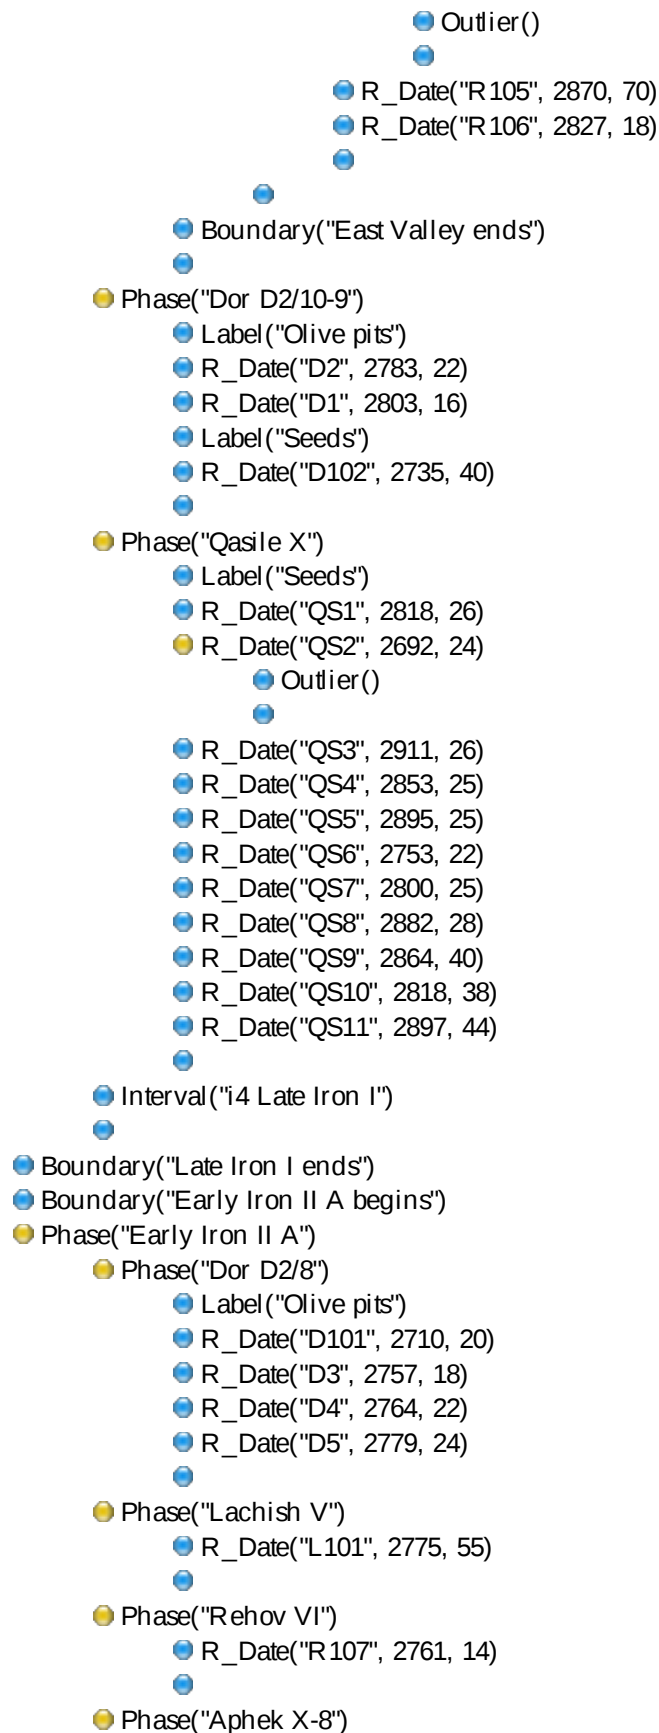 Outlier()
R_Date("R105", 2870, 70)
R_Date("R106", 2827, 18)
Boundary("East Valley ends")
Phase("Dor D2/10-9")
Label("Olive pits")
R_Date("D2", 2783, 22)
R_Date("D1", 2803, 16)
Label("Seeds")
R_Date("D102", 2735, 40)
Phase("Qasile X")
Label("Seeds")
R_Date("QS1", 2818, 26)
R_Date("QS2", 2692, 24)
Outlier()
R_Date("QS3", 2911, 26)
R_Date("QS4", 2853, 25)
R_Date("QS5", 2895, 25)
R_Date("QS6", 2753, 22)
R_Date("QS7", 2800, 25)
R_Date("QS8", 2882, 28)
R_Date("QS9", 2864, 40)
R_Date("QS10", 2818, 38)
R_Date("QS11", 2897, 44)
Interval("i4 Late Iron I")
Boundary("Late Iron I ends")
Boundary("Early Iron II A begins")
Phase("Early Iron II A")
Phase("Dor D2/8")
Label("Olive pits")
R_Date("D101", 2710, 20)
R_Date("D3", 2757, 18)
R_Date("D4", 2764, 22)
R_Date("D5", 2779, 24)
Phase("Lachish V")
R_Date("L101", 2775, 55)
Phase("Rehov VI")
R_Date("R107", 2761, 14)
Phase("Aphek X-8")